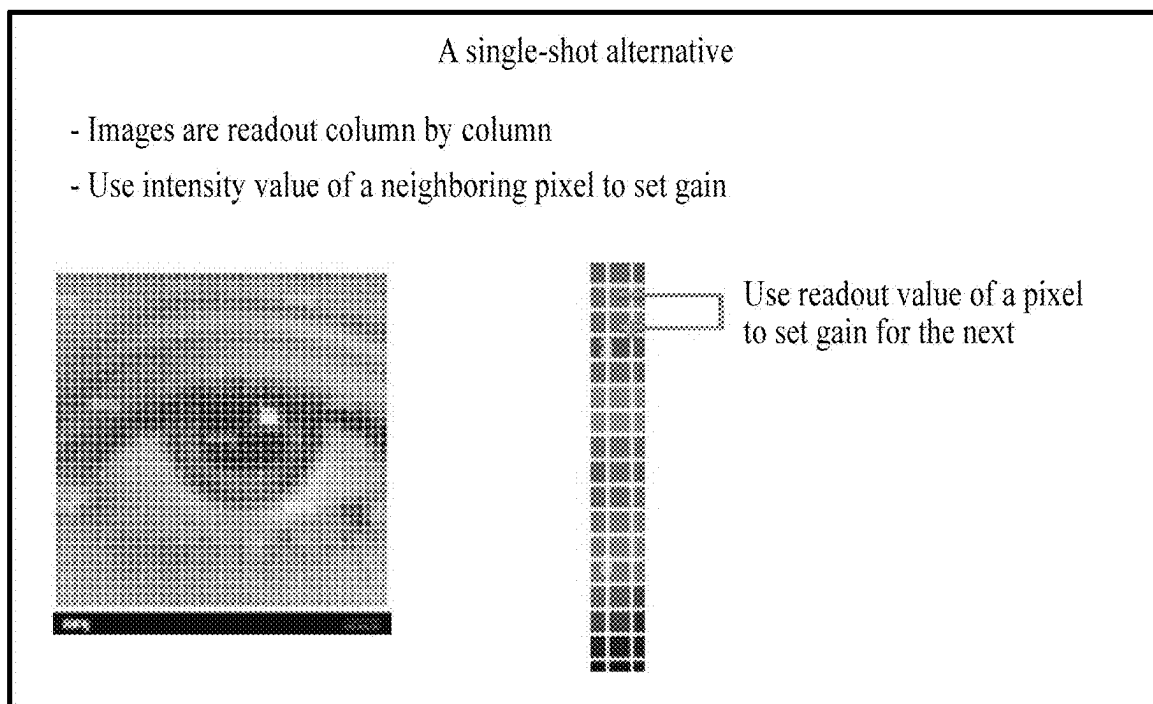 A single-shot alternative
- Images are readout column by column
- Use intensity value of a neighboring pixel to set gain
Use readout value of a pixel
to set gain for the next